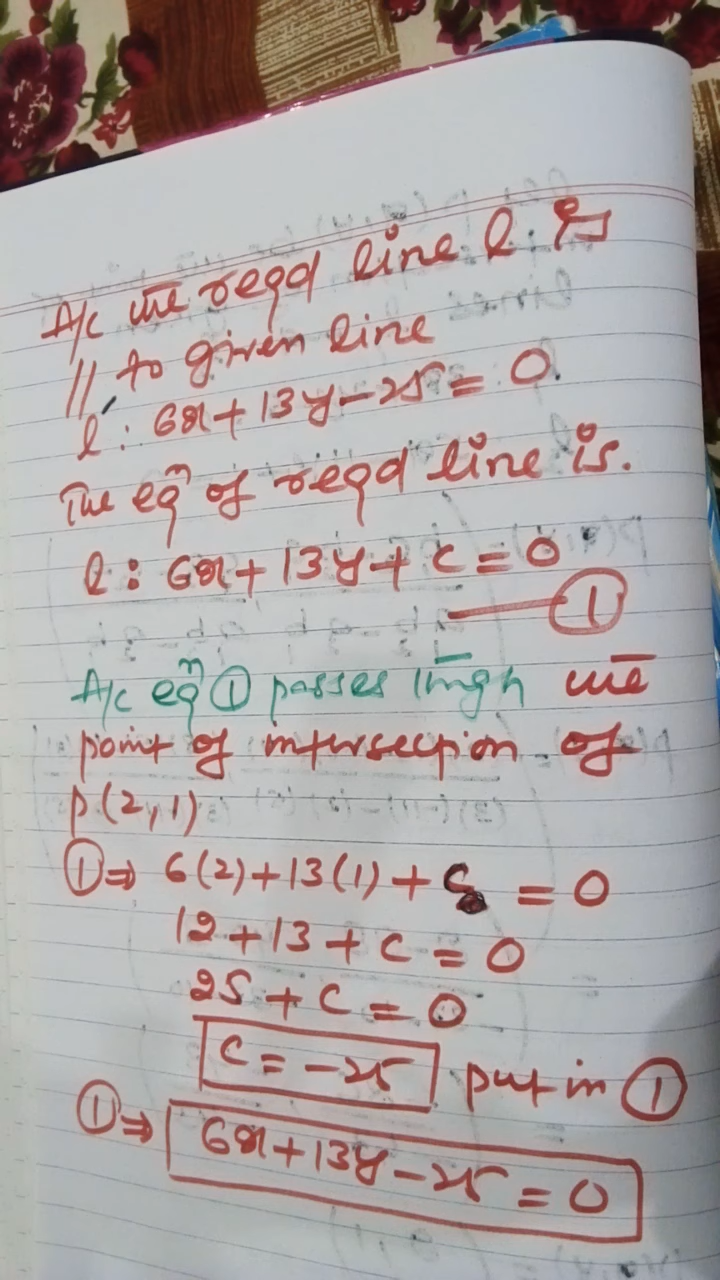 A/c the reqd line l is
// to given line
l': 6x + 13y - 25 = 0.
The eqⁿ of reqd line is.
l : 6x + 13y + c = 0
— ①
A/c eqⁿ ① passes through the
point of intersection of
P(2,1)
① ⇒ 6(2) + 13(1) + c = 0
12 + 13 + c = 0
25 + c = 0
c = -25 put in ①
① ⇒ 6x + 13y - 25 = 0